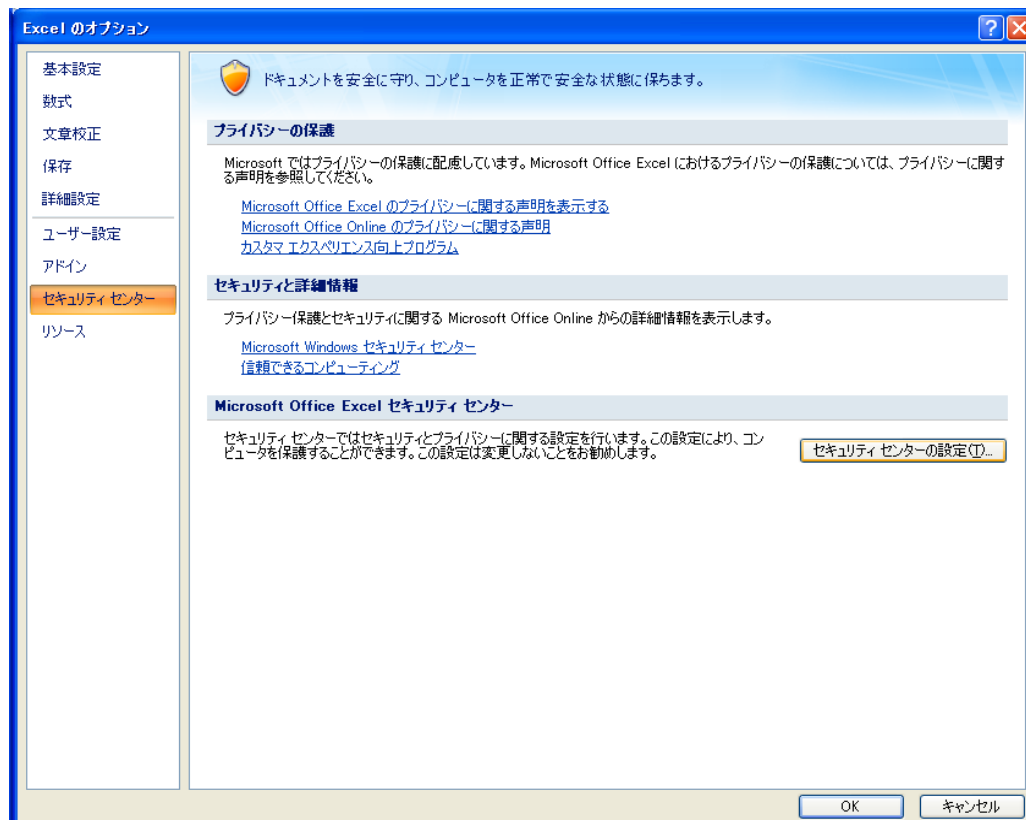 Excel のオプション
基本設定
数式
文章校正
保存
詳細設定
ユーザー設定
アドイン
セキュリティ センター
リソース
ドキュメントを安全に守り、コンピュータを正常で安全な状態に保ちます。
プライバシーの保護
Microsoft ではプライバシーの保護に配慮しています。Microsoft Office Excel におけるプライバシーの保護については、プライバシーに関す
る声明を参照してください。
Microsoft Office Excel のプライバシーに関する声明を表示する
Microsoft Office Online のプライバシーに関する声明
カスタマ エクスペリエンス向上プログラム
セキュリティと詳細情報
プライバシー保護とセキュリティに関する Microsoft Office Online からの詳細情報を表示します。
Microsoft Windows セキュリティ センター
信頼できるコンピューティング
Microsoft Office Excel セキュリティ センター
セキュリティ センターではセキュリティとプライバシーに関する設定を行います。この設定により、コン
ピュータを保護することができます。この設定は変更しないことをお勧めします。
セキュリティ センターの設定(T)...
OK
キャンセル